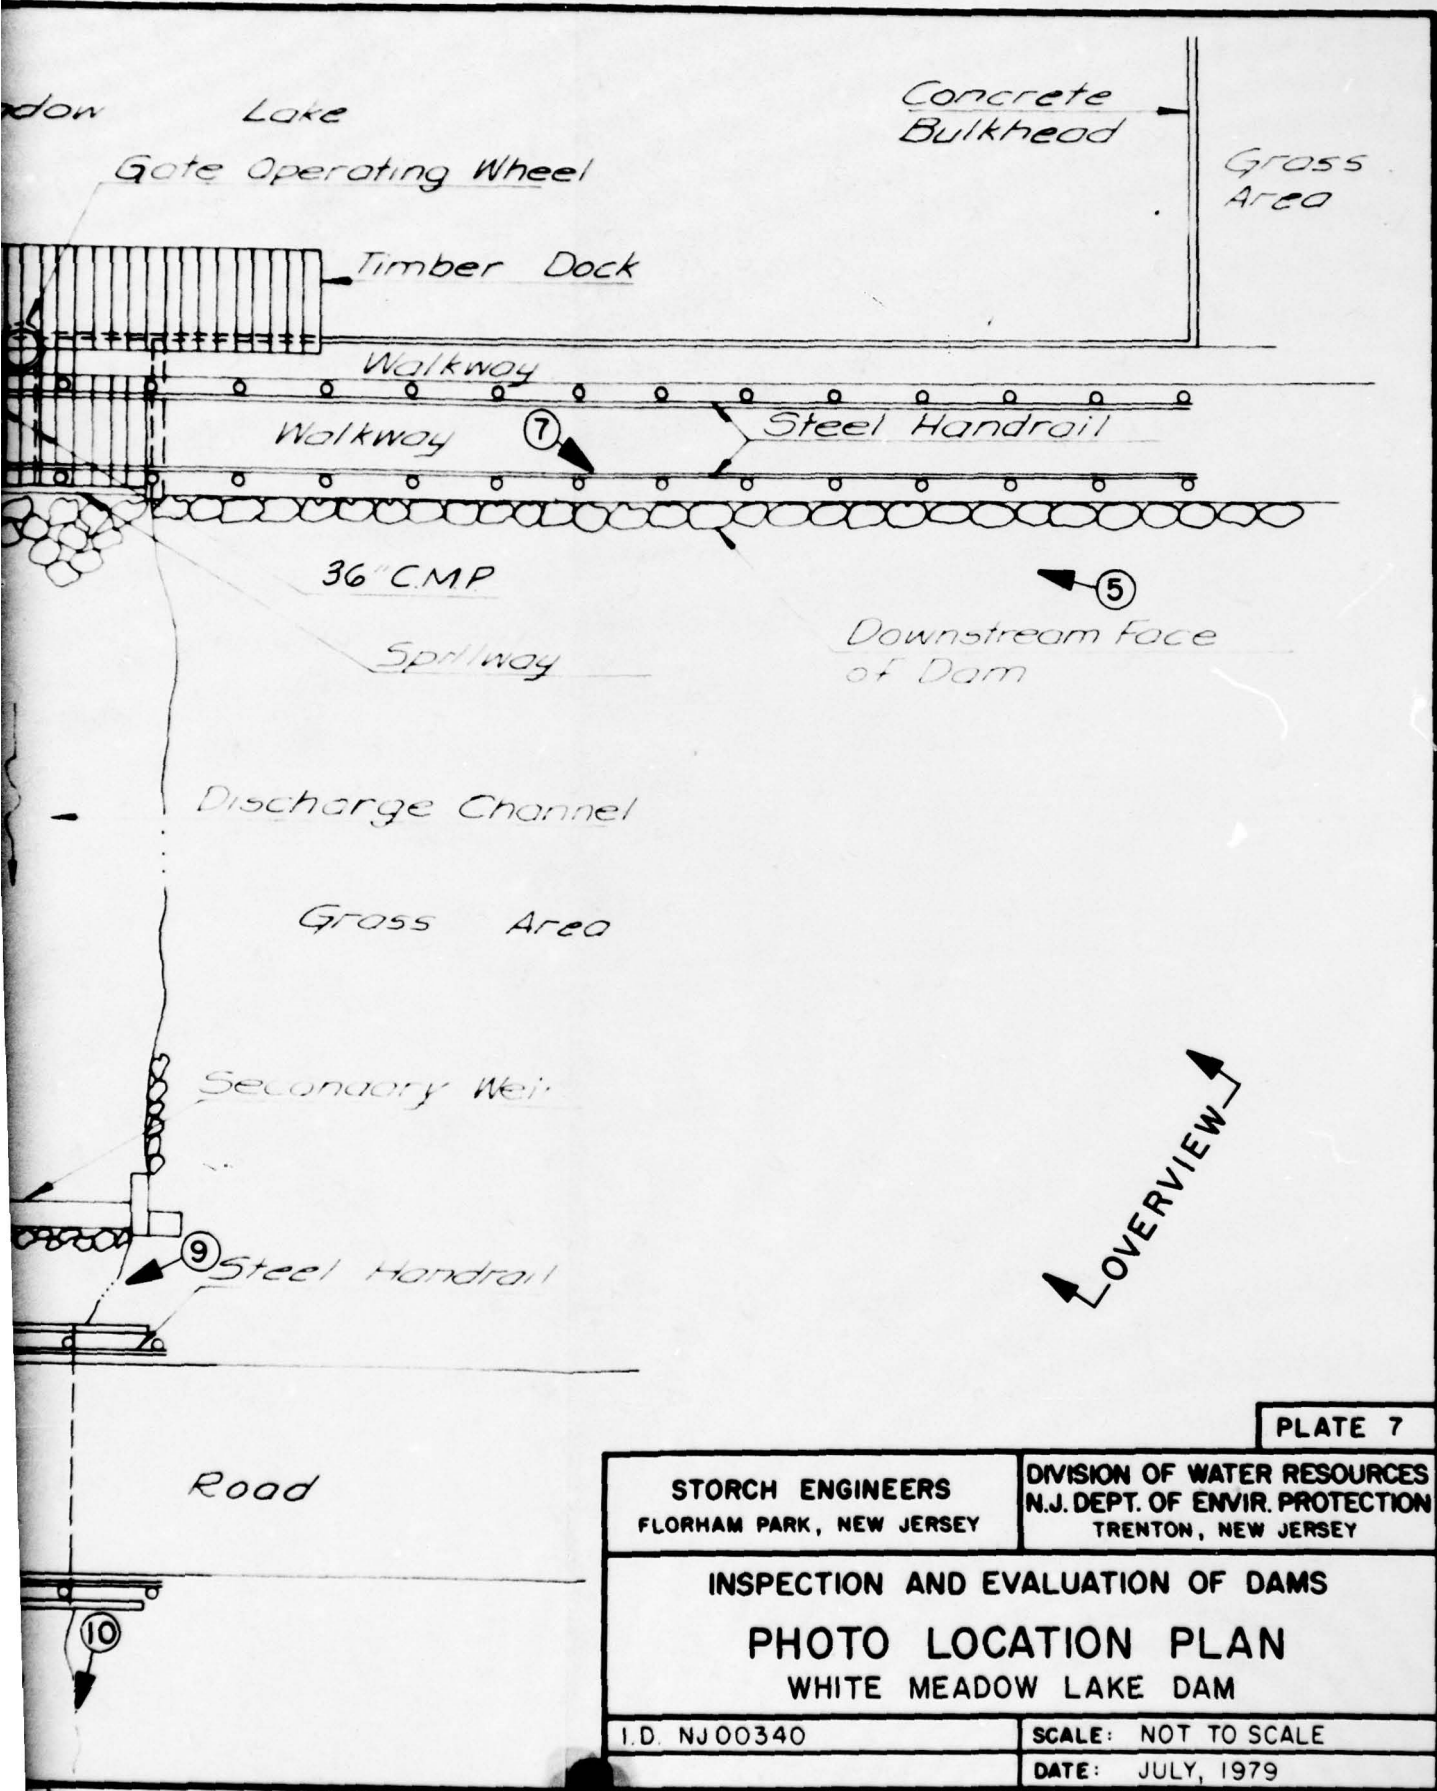 Lake
Concrete
Bulkhead
Gate Operating Wheel
Grass
Area
Timber Dock
Walkway
Walkway
7
Steel Handrail
36" C.M.P.
5
Spillway
Downstream Face
of Dam
Discharge Channel
Grass Area
Secondary Weir
OVERVIEW
9
Steel Handrail
Road
10
PLATE 7
STORCH ENGINEERS
FLORHAM PARK, NEW JERSEY
DIVISION OF WATER RESOURCES
N.J. DEPT. OF ENVIR. PROTECTION
TRENTON, NEW JERSEY
INSPECTION AND EVALUATION OF DAMS
PHOTO LOCATION PLAN
WHITE MEADOW LAKE DAM
I.D. NJ00340
SCALE: NOT TO SCALE
DATE: JULY, 1979